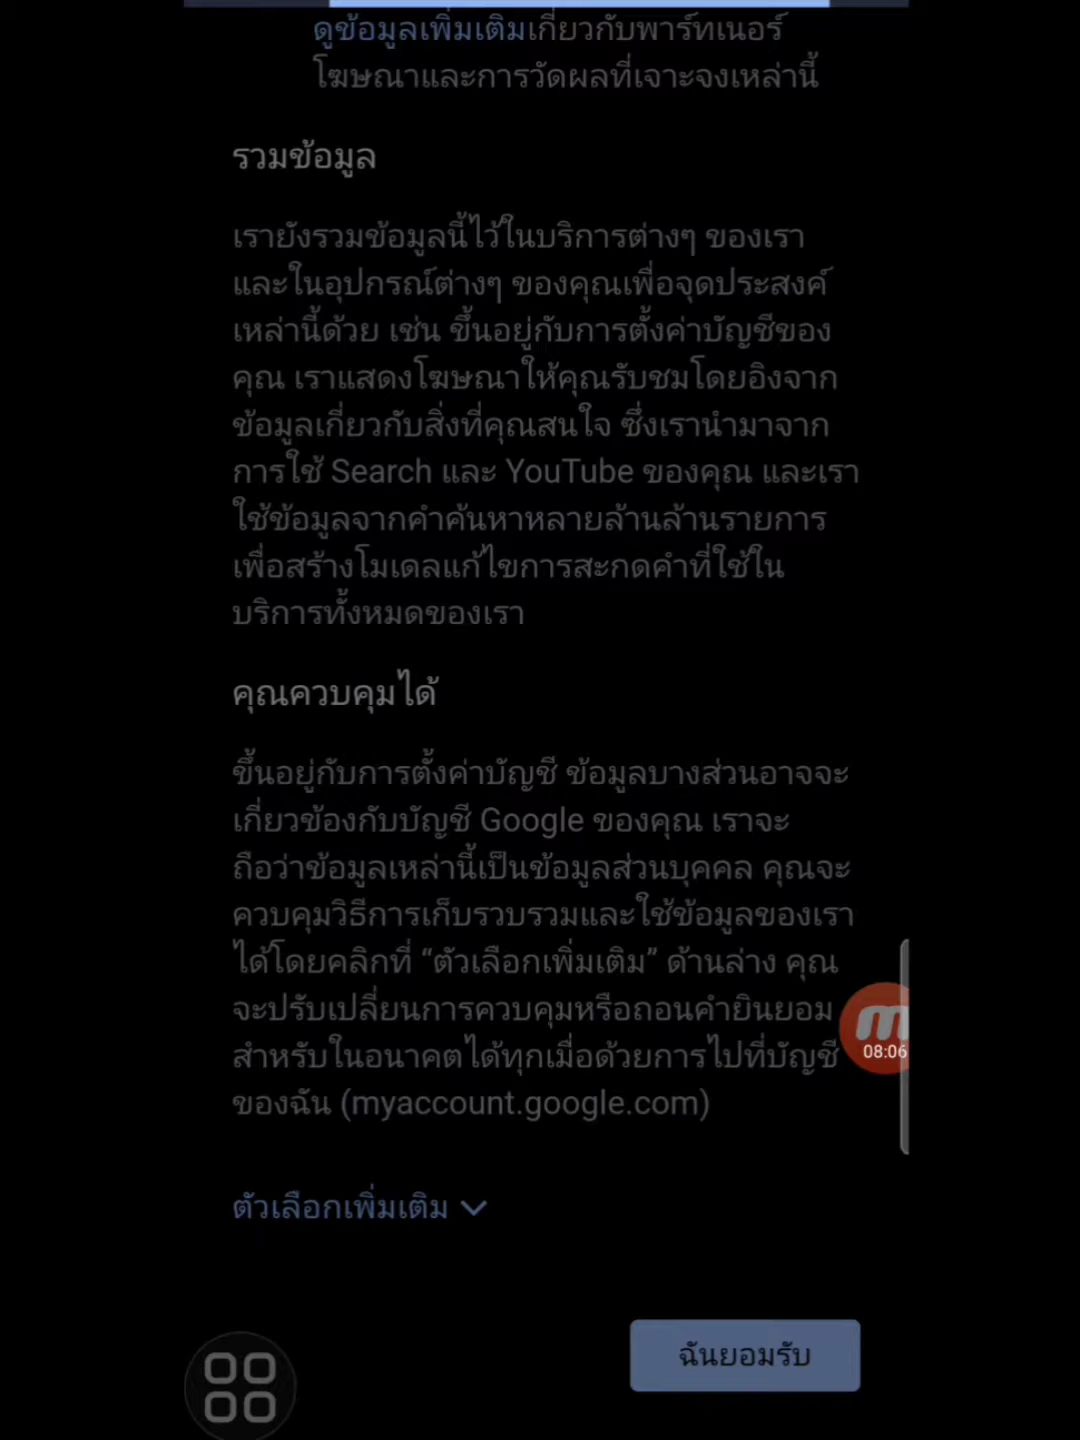 ดูข้อมูลเพิ่มเติมเกี่ยวกับพาร์ทเนอร์
โฆษณาและการวัดผลที่เจาะจงเหล่านี้
รวมข้อมูล
เรายังรวมข้อมูลนี้ไว้ในบริการต่างๆ ของเรา
และในอุปกรณ์ต่างๆ ของคุณเพื่อจุดประสงค์
เหล่านี้ด้วย เช่น ขึ้นอยู่กับการตั้งค่าบัญชีของ
คุณ เราแสดงโฆษณาให้คุณรับชมโดยอิงจาก
ข้อมูลเกี่ยวกับสิ่งที่คุณสนใจ ซึ่งเรานำมาจาก
การใช้ Search และ YouTube ของคุณ และเรา
ใช้ข้อมูลจากคำค้นหาหลายล้านล้านรายการ
เพื่อสร้างโมเดลแก้ไขการสะกดคำที่ใช้ใน
บริการทั้งหมดของเรา
คุณควบคุมได้
ขึ้นอยู่กับการตั้งค่าบัญชี ข้อมูลบางส่วนอาจจะ
เกี่ยวข้องกับบัญชี Google ของคุณ เราจะ
ถือว่าข้อมูลเหล่านี้เป็นข้อมูลส่วนบุคคล คุณจะ
ควบคุมวิธีการเก็บรวบรวมและใช้ข้อมูลของเรา
ได้โดยคลิกที่ “ตัวเลือกเพิ่มเติม” ด้านล่าง คุณ
จะปรับเปลี่ยนการควบคุมหรือถอนคำยินยอม
สำหรับในอนาคตได้ทุกเมื่อด้วยการไปที่บัญชี
ของฉัน (myaccount.google.com)
08:06
ตัวเลือกเพิ่มเติม
ฉันยอมรับ